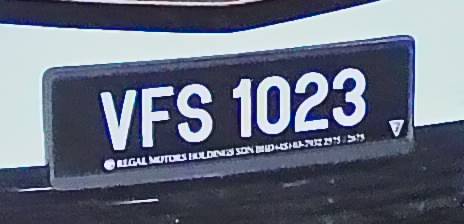 VFS 1023
REGAL MOTORS HOLDINGS SDN BHD